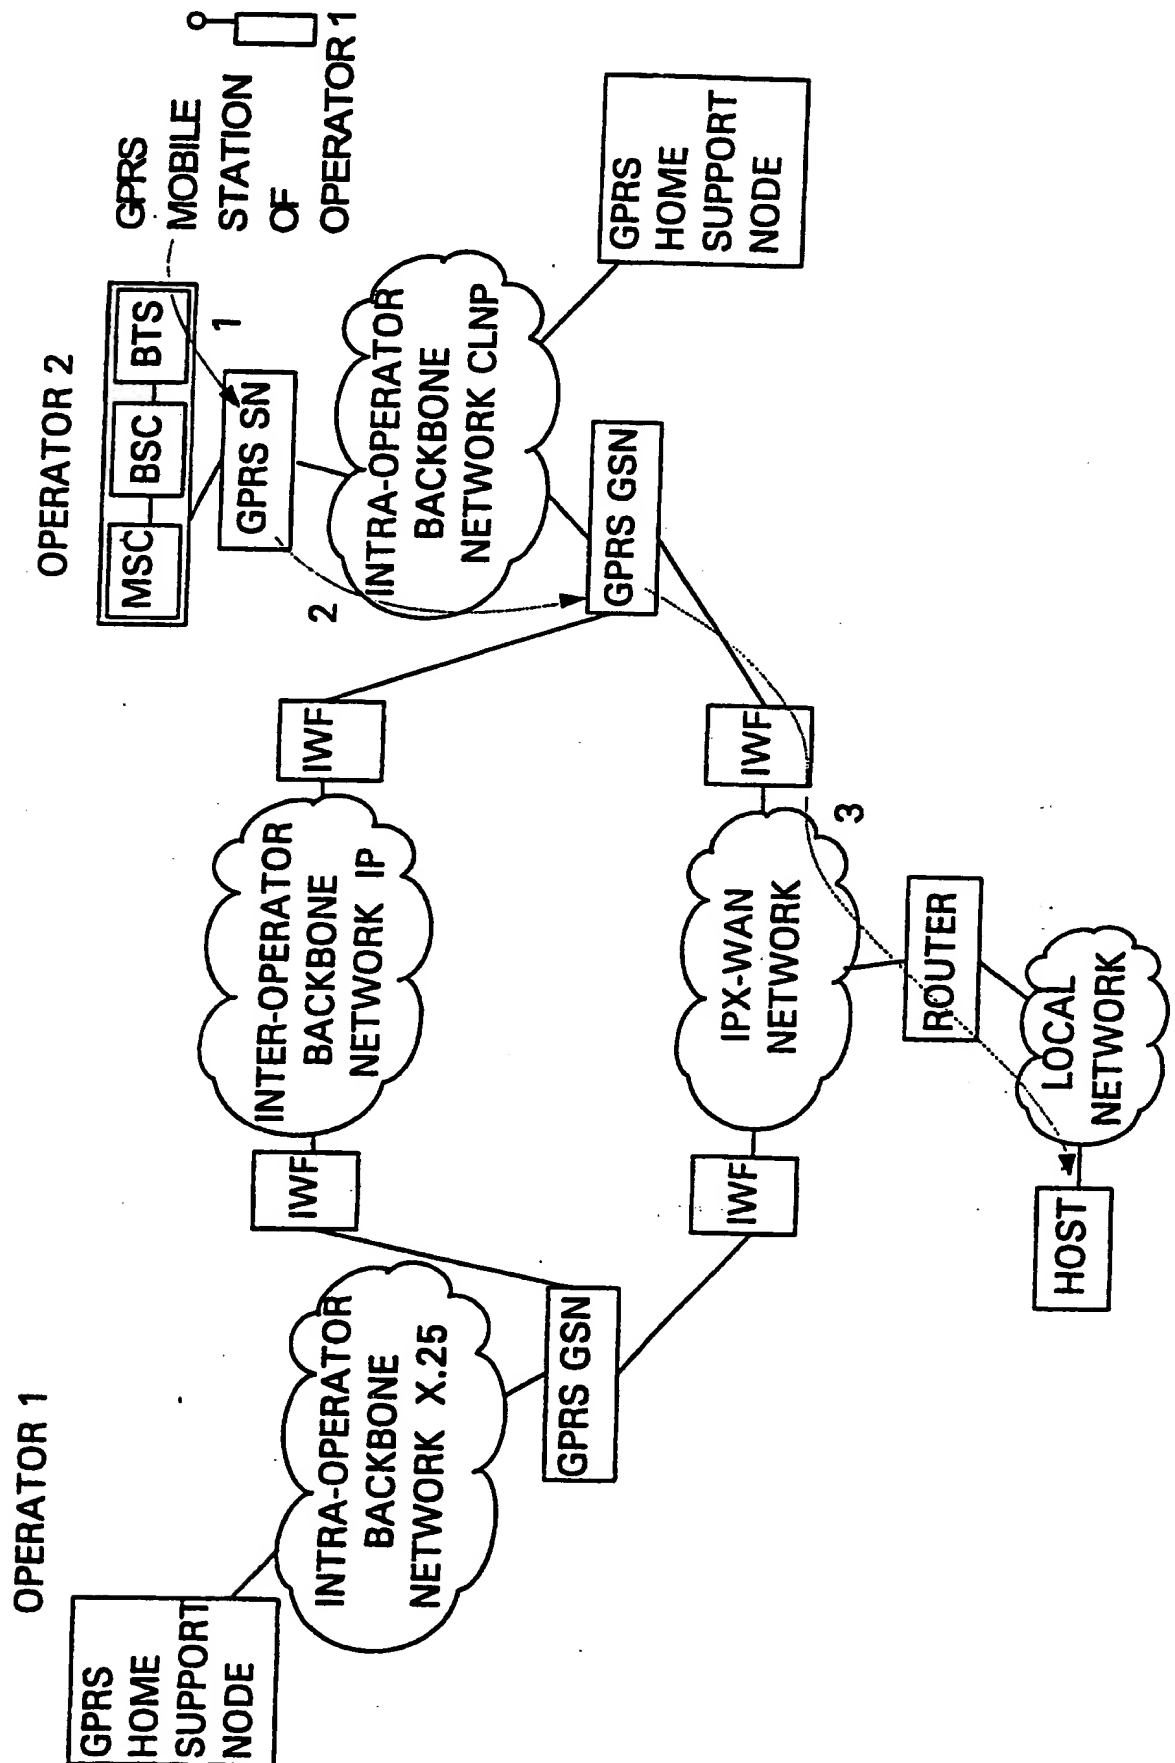 OPERATOR 1
OPERATOR 2
GPRS
HOME
SUPPORT
NODE
INTRA-OPERATOR
BACKBONE
NETWORK X.25
GPRS GSN
IWF
INTER-OPERATOR
BACKBONE
NETWORK IP
IWF
MSC
BSC
BTS
GPRS SN
1
2
GPRS
MOBILE
STATION
OF
OPERATOR 1
INTRA-OPERATOR
BACKBONE
NETWORK CLNP
GPRS GSN
GPRS
HOME
SUPPORT
NODE
IWF
IPX-WAN
NETWORK
IWF
3
ROUTER
HOST
LOCAL
NETWORK